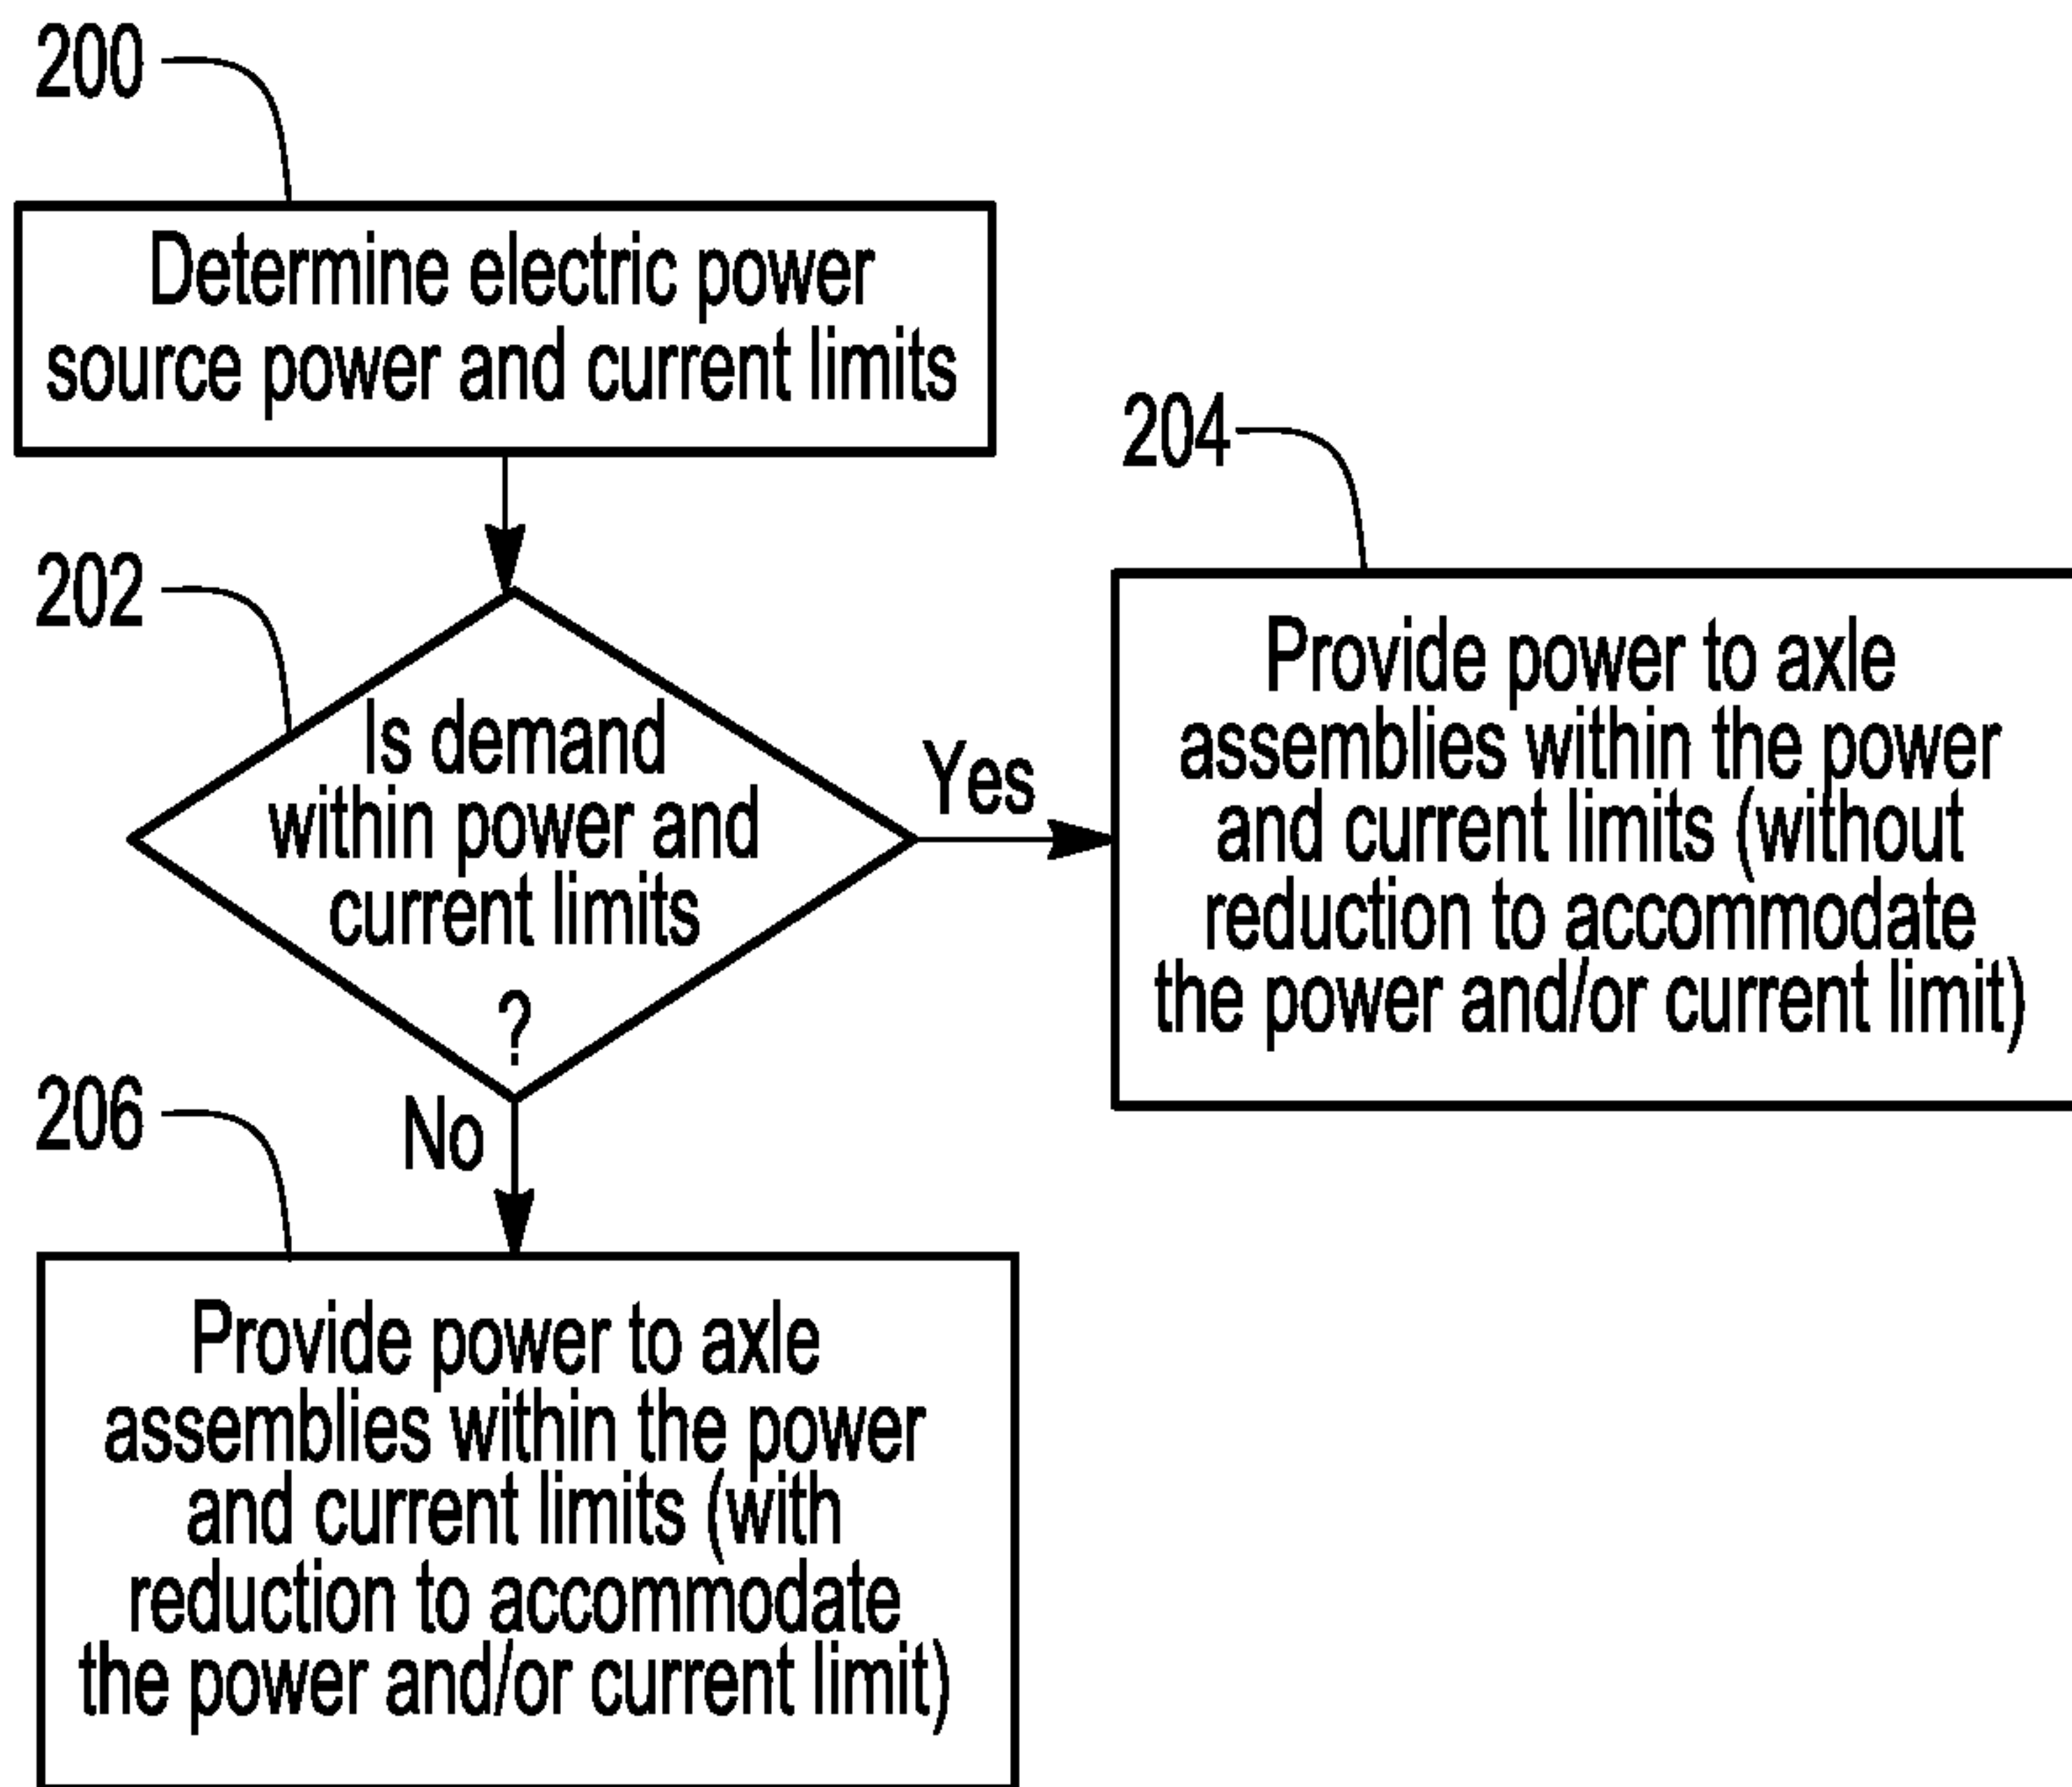 200
Determine electric power
source power and current limits
202
Is demand
within power and
current limits
?
Yes
204
Provide power to axle
assemblies within the power
and current limits (without
reduction to accommodate
the power and/or current limit)
No
206
Provide power to axle
assemblies within the power
and current limits (with
reduction to accommodate
the power and/or current limit)